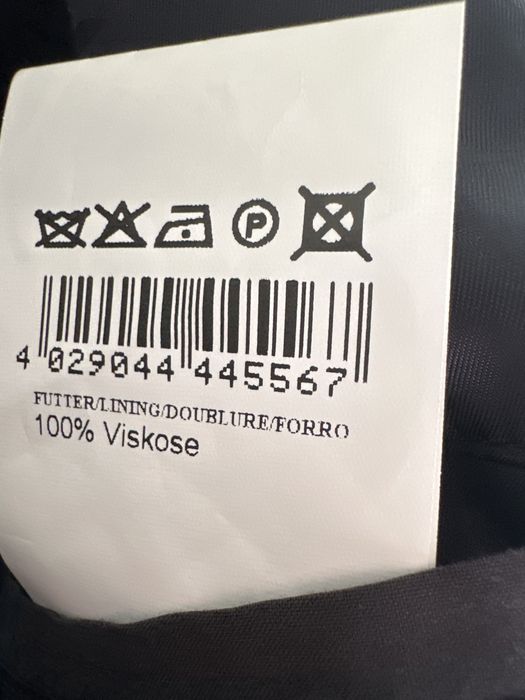 P
4 029044 445567
FUTTER/LINING/DOUBLURE/FORRO
100% Viskose